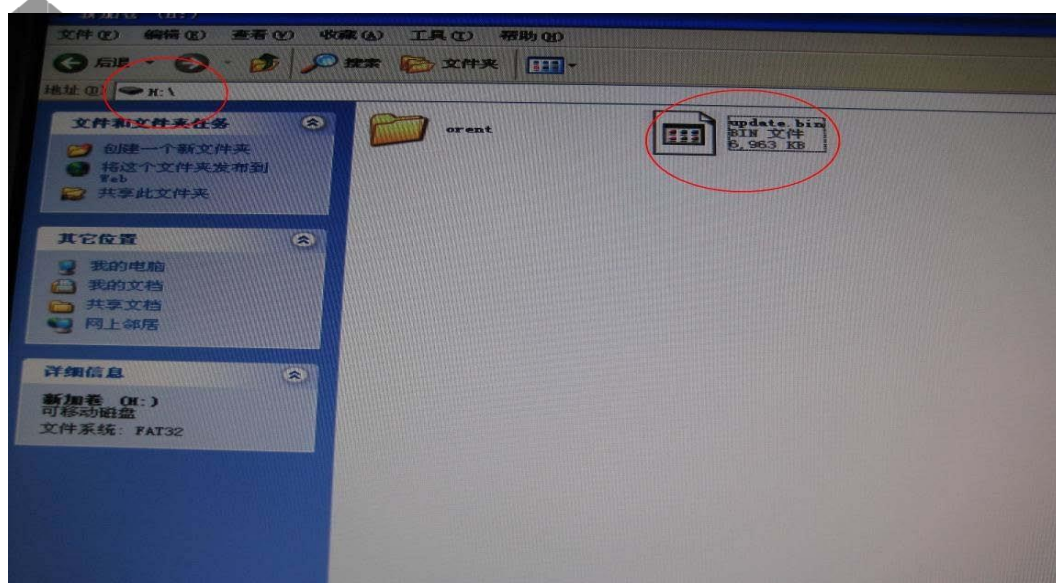 新加卷 (H:)
文件(F) 编辑(E) 查看(V) 收藏(A) 工具(T) 帮助(H)
后退 搜索 文件夹
地址(D) H:\
文件和文件夹任务
创建一个新文件夹
将这个文件夹发布到
Web
共享此文件夹
其它位置
我的电脑
我的文档
共享文档
网上邻居
详细信息
新加卷 (H:)
可移动磁盘
文件系统: FAT32
orent
update.bin
BIN 文件
6,963 KB